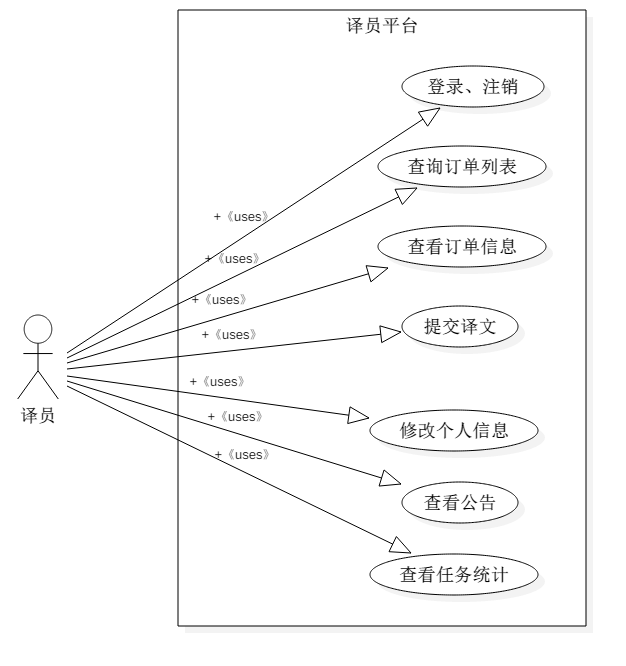 译员平台
登录、注销
查询订单列表
+《uses》
查看订单信息
+《uses》
+《uses》
提交译文
+《uses》
+《uses》
译员
+《uses》
修改个人信息
+《uses》
查看公告
查看任务统计